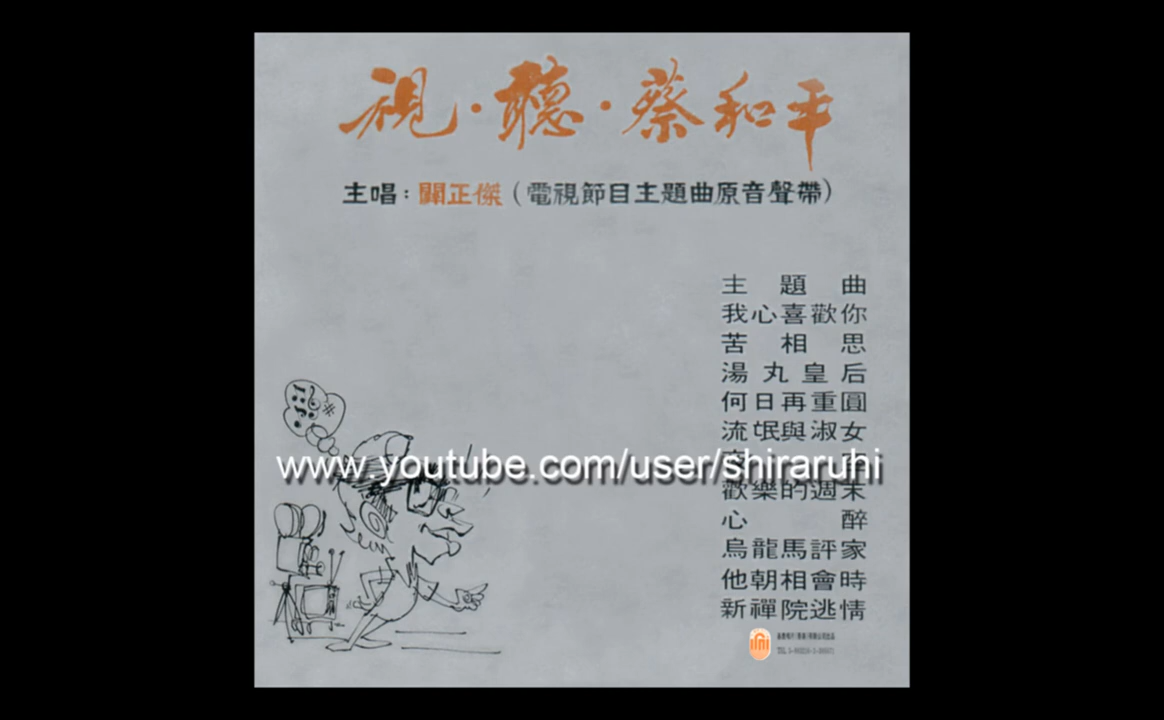 視·聽·蔡和平
主唱：關正傑（電視節目主題曲原音聲帶）
主題曲
我心喜歡你
苦相思
湯丸皇后
何日再重圓
流氓與淑女
www.youtube.com/user/shiraruhi
歡樂的週末
心醉
烏龍馬評家
他朝相會時
新禪院逃情